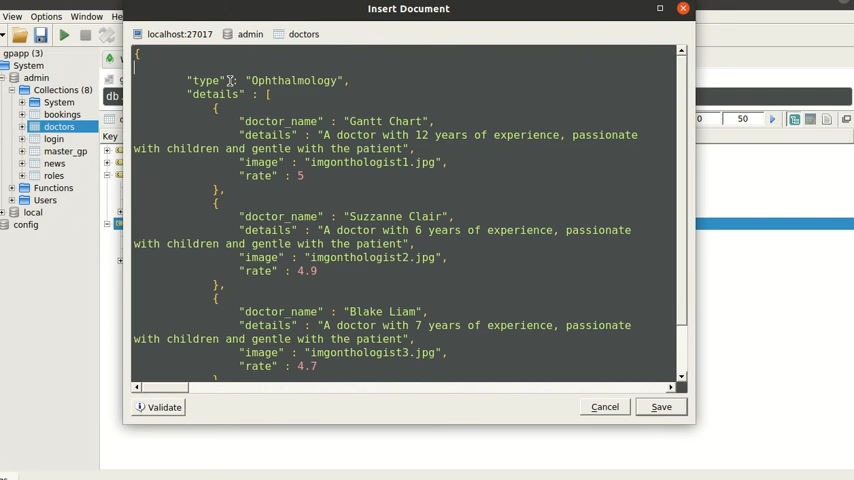 Insert Document
View Options Window H
localhost:27017 admin doctors
gpapp (3)
System
admin
Collections (8)
System
bookings
doctors
login
master_gp
news
roles
Functions
Users
local
config
db.
Key
0 50
{
"type" : "Ophthalmology",
"details" : [
{
"doctor_name" : "Gantt Chart",
"details" : "A doctor with 12 years of experience, passionate
with children and gentle with the patient",
"image" : "imgonthologist1.jpg",
"rate" : 5
},
{
"doctor_name" : "Suzzanne Clair",
"details" : "A doctor with 6 years of experience, passionate
with children and gentle with the patient",
"image" : "imgonthologist2.jpg",
"rate" : 4.9
},
{
"doctor_name" : "Blake Liam",
"details" : "A doctor with 7 years of experience, passionate
with children and gentle with the patient",
"image" : "imgonthologist3.jpg",
"rate" : 4.7
}
Validate
Cancel Save